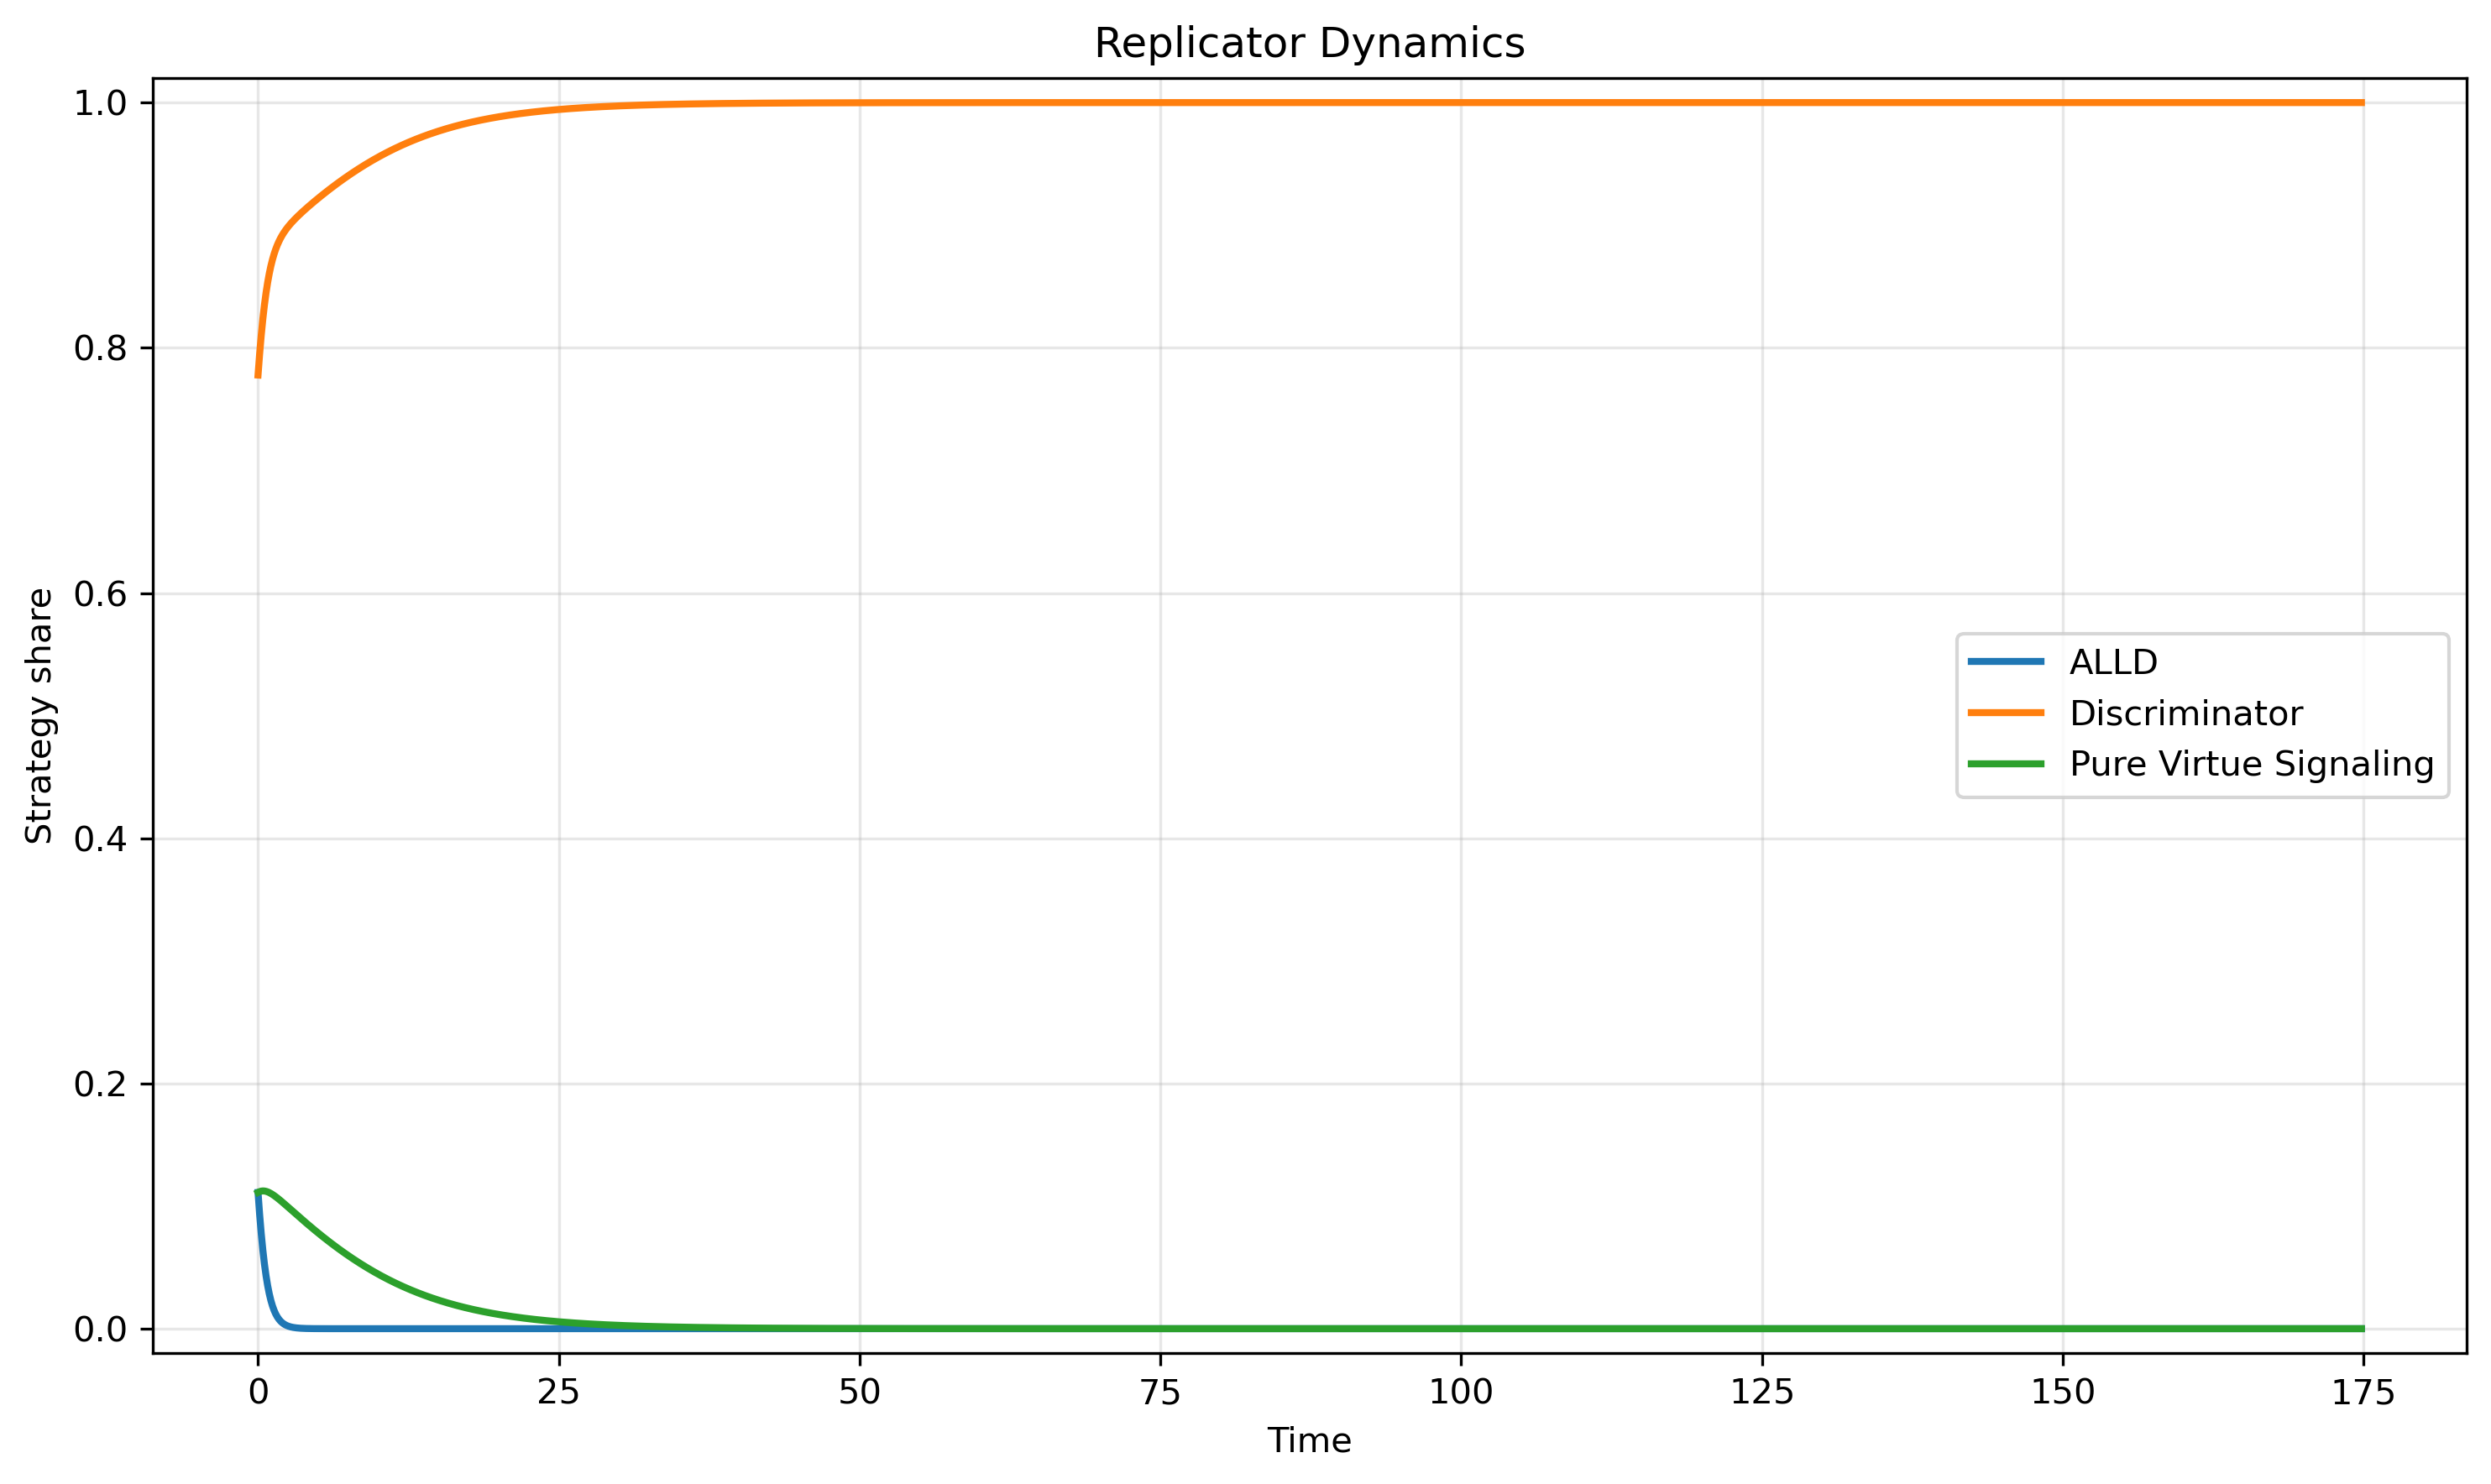 Replicator Dynamics
Strategy share
1.0
0.8
0.6
0.4
0.2
0.0
ALLD
Discriminator
Pure Virtue Signaling
0 25 50 75 100 125 150 175
Time